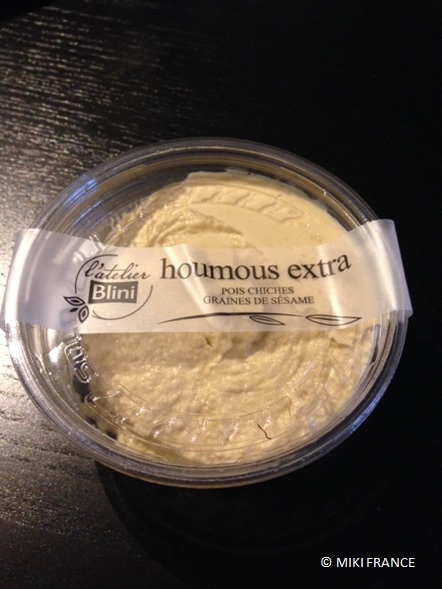 l'atelier
Blini
houmous extra
POIS CHICHES
GRAINES DE SÉSAME
© MIKI FRANCE